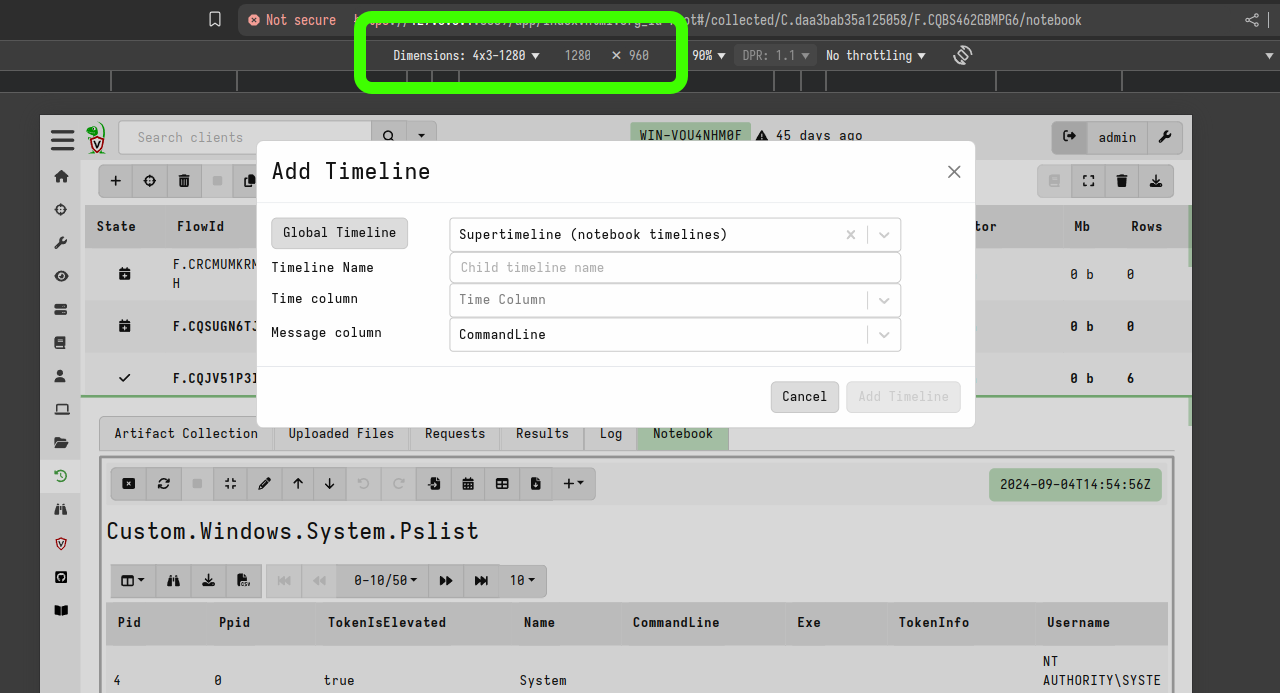 Not secure
#/collected/C.daa3bab35a125058/F.CQBS462GBMPG6/notebook
Dimensions: 4x3-1280 1280 × 960 90% DPR: 1.1 No throttling
Search clients
WIN-VOU4NHM0F 45 days ago
admin
Add Timeline
Global Timeline Supertimeline (notebook timelines)
Timeline Name Child timeline name
Time column Time Column
Message column CommandLine
Cancel Add Timeline
State FlowId Mb Rows
F.CRCMUMKRM
H
0 b 0
F.CQSUGN6TJ 0 b 0
F.CQJV51P3I 0 b 6
Artifact Collection Uploaded Files Requests Results Log Notebook
2024-09-04T14:54:56Z
Custom.Windows.System.Pslist
0-10/50 10
Pid Ppid TokenIsElevated Name CommandLine Exe TokenInfo Username
4 0 true System NT
AUTHORITY\SYSTE